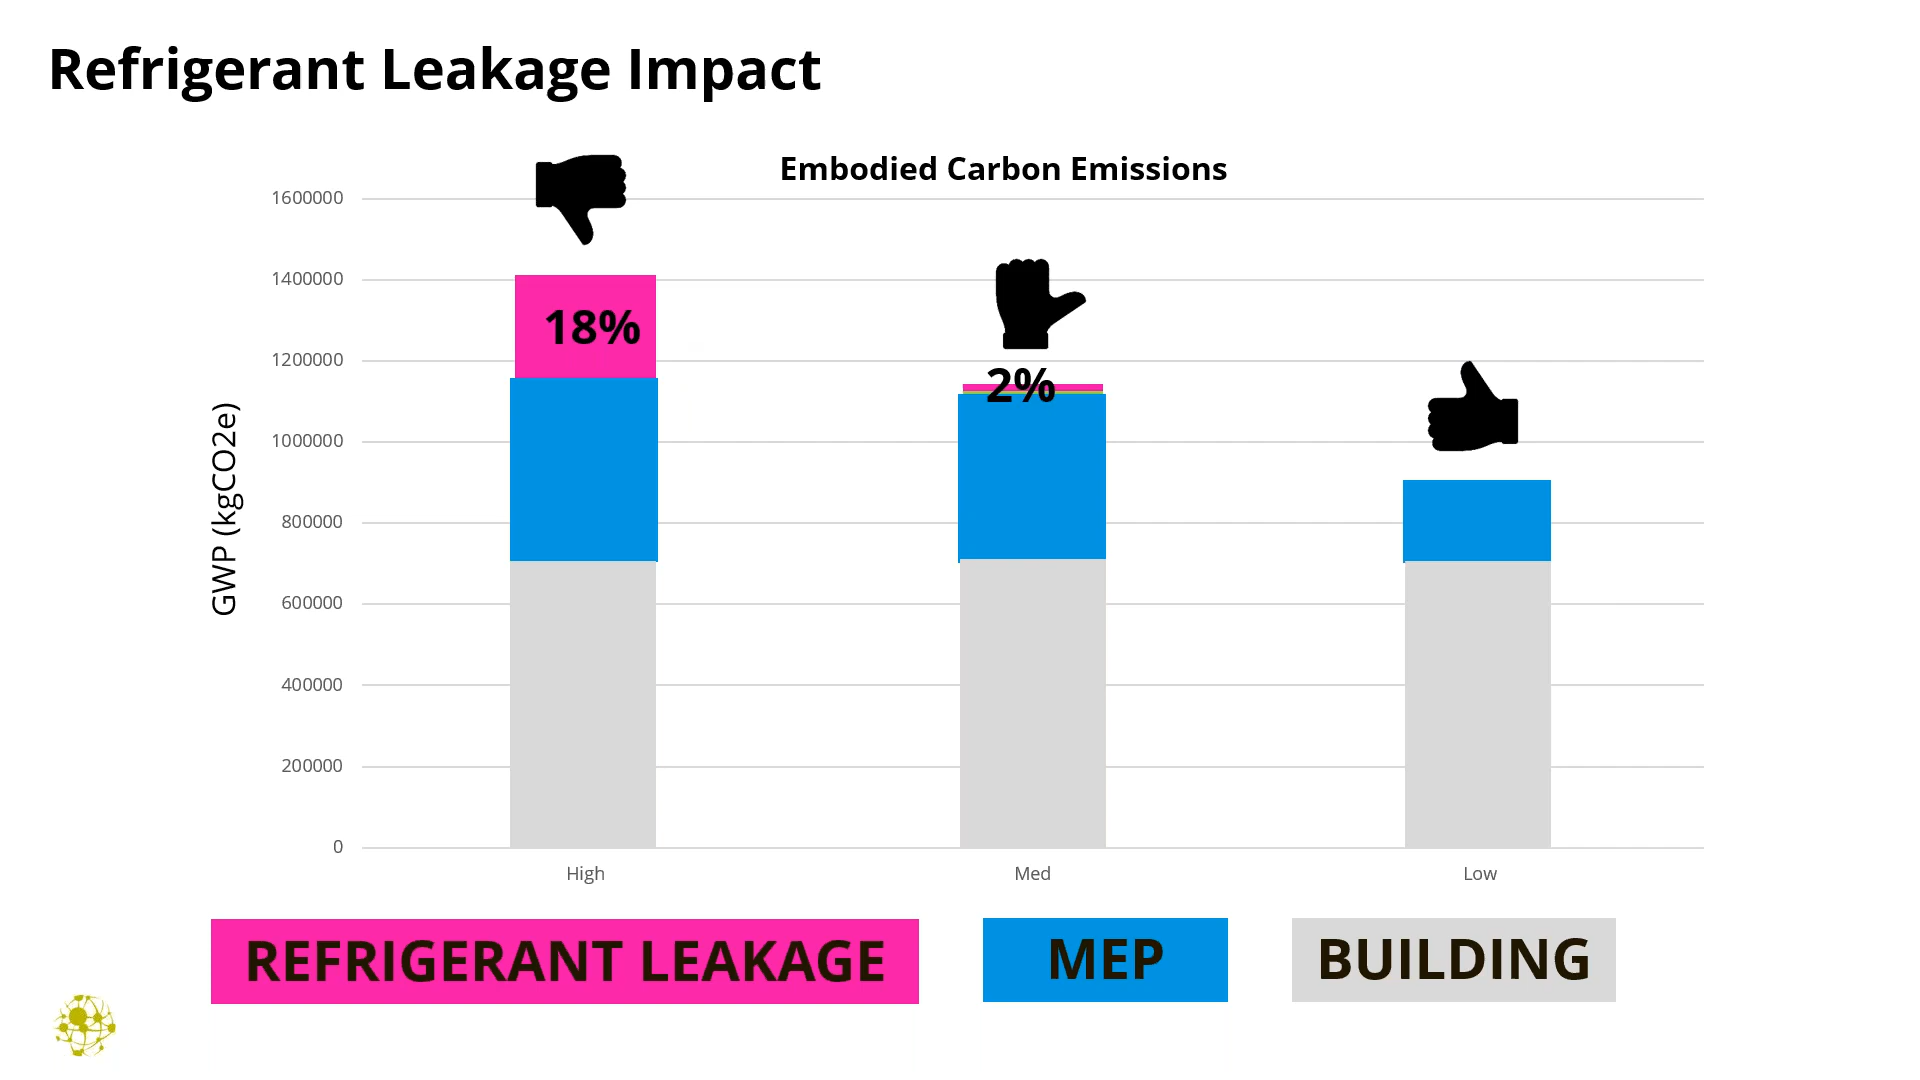 Refrigerant Leakage Impact
Embodied Carbon Emissions
1600000
1400000
1200000
1000000
800000
600000
400000
200000
0
GWP (kgCO2e)
18%
2%
High
Med
Low
REFRIGERANT LEAKAGE
MEP
BUILDING